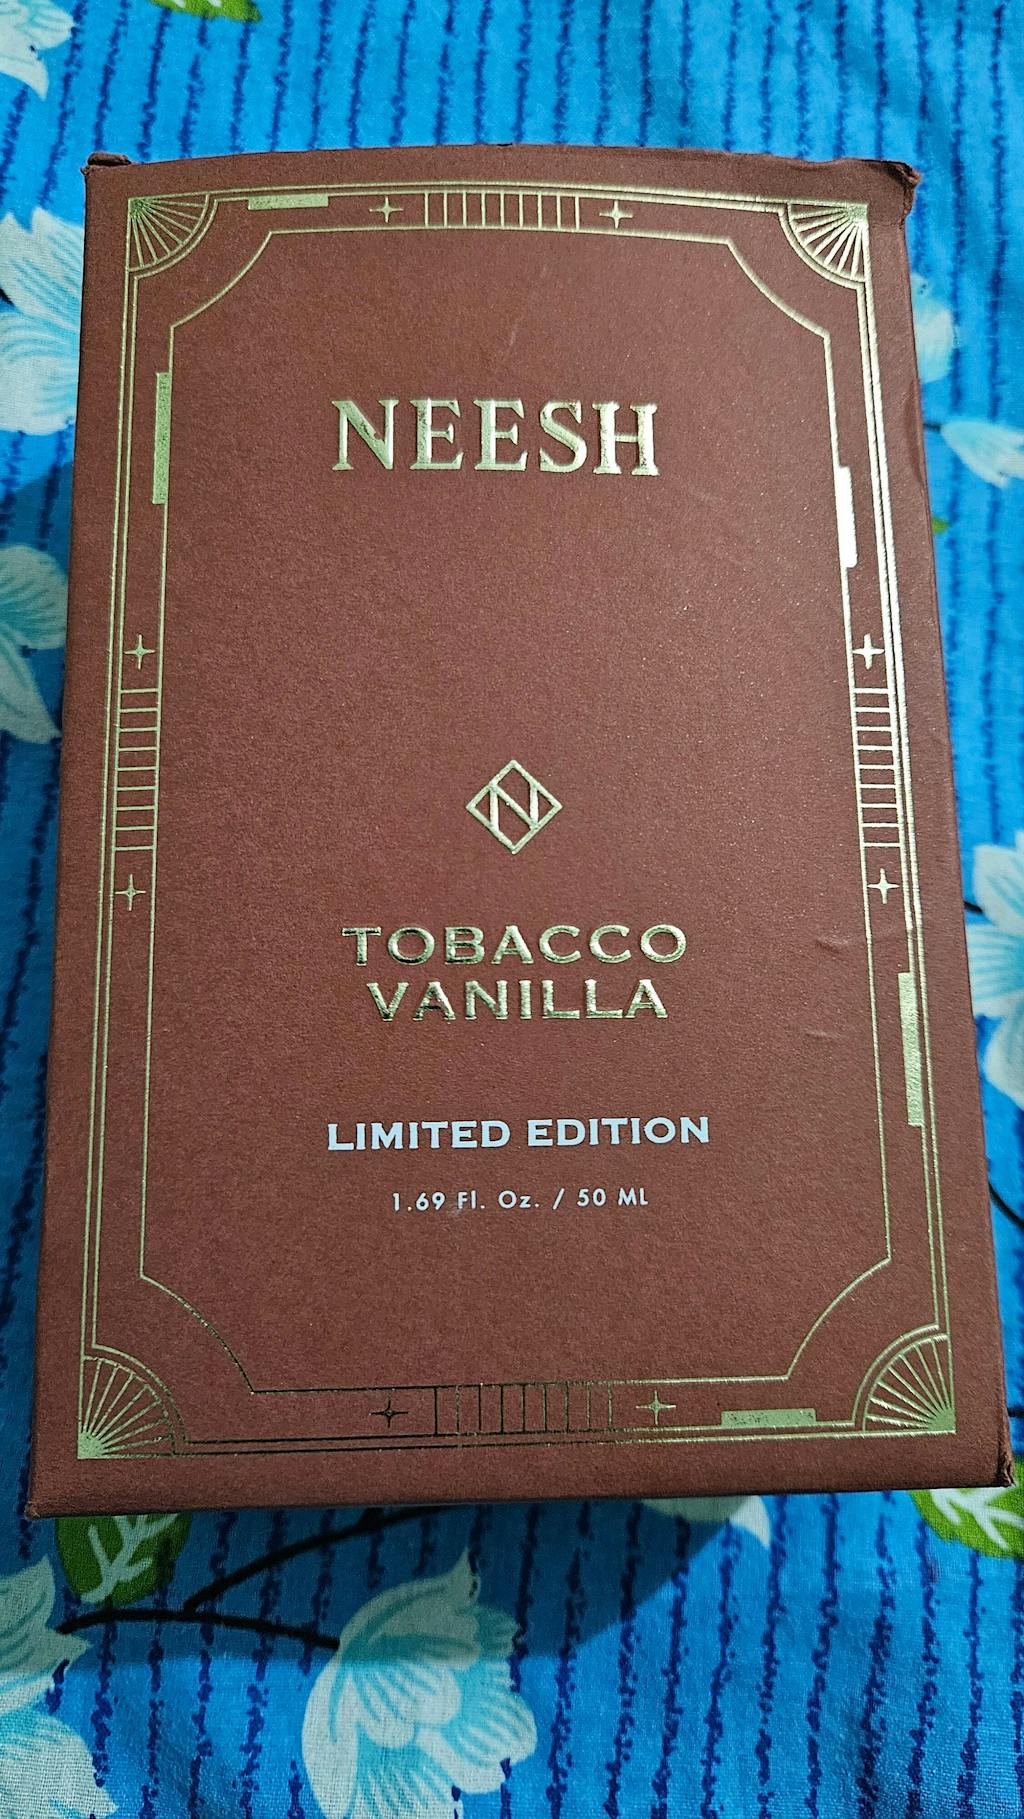 NEESH
N
TOBACCO
VANILLA
LIMITED EDITION
1.69 Fl. Oz. / 50 ML